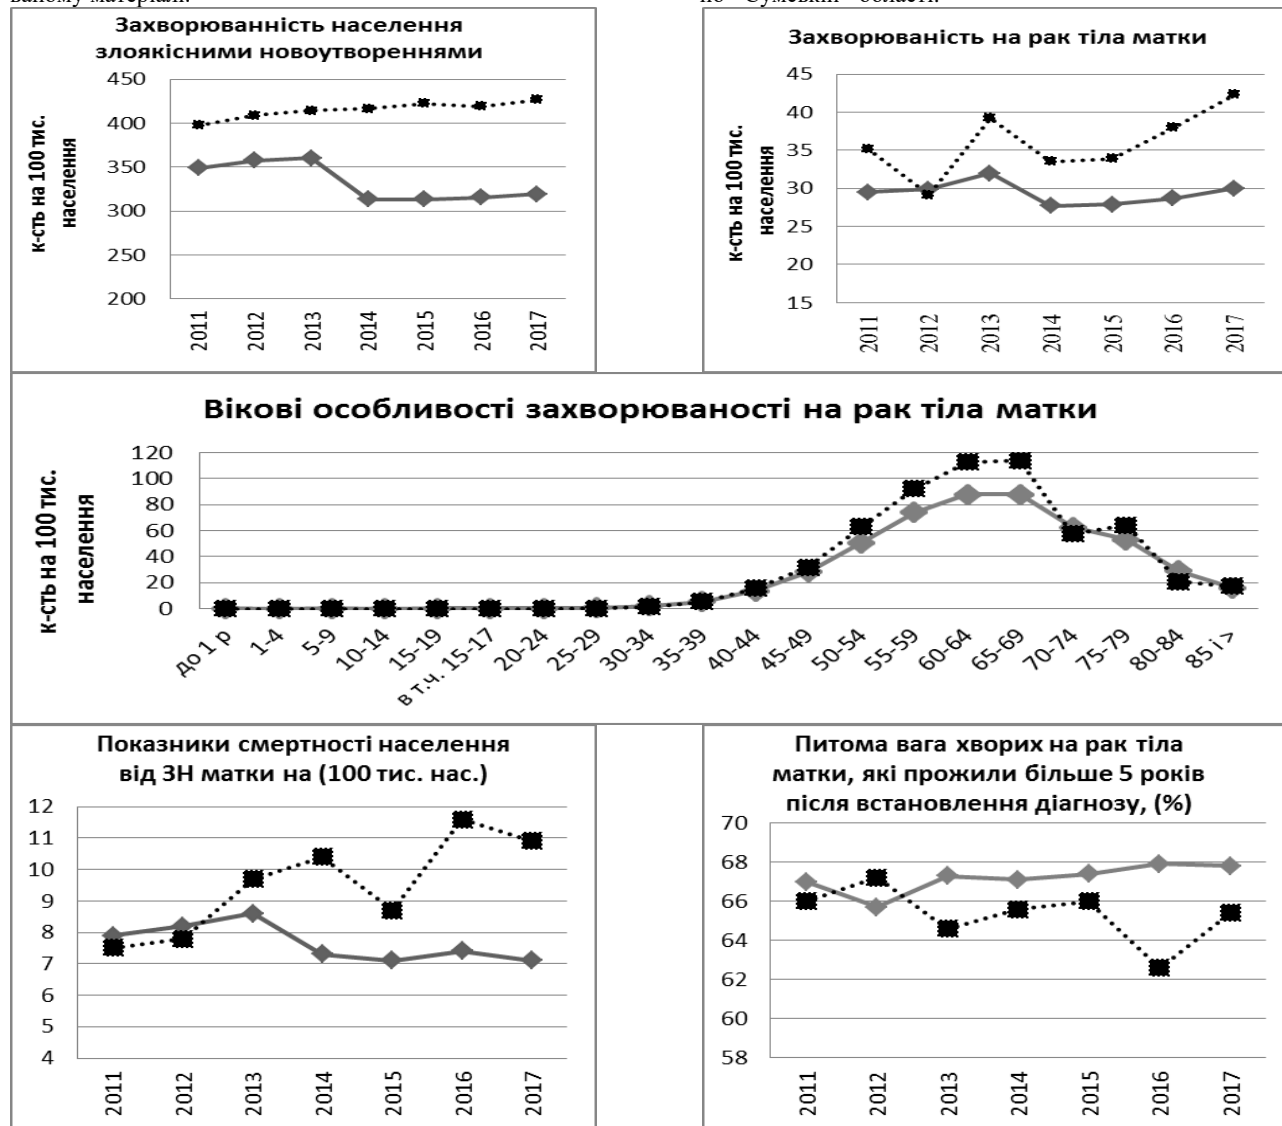 ваному матеріалі.
по Сумській області.
Захворюванність населення
злоякісними новоутвореннями
к-сть на 100 тис.
населення
450
400
350
300
250
200
2011 2012 2013 2014 2015 2016 2017
Захворюваність на рак тіла матки
к-сть на 100 тис.
населення
45
40
35
30
25
20
15
2011 2012 2013 2014 2015 2016 2017
Вікові особливості захворюваності на рак тіла матки
к-сть на 100 тис.
населення
120
100
80
60
40
20
0
до 1 р 1-4 5-9 10-14 15-19 в т.ч. 15-17 20-24 25-29 30-34 35-39 40-44 45-49 50-54 55-59 60-64 65-69 70-74 75-79 80-84 85 і >
Показники смертності населення
від ЗН матки на (100 тис. нас.)
12
11
10
9
8
7
6
5
4
2011 2012 2013 2014 2015 2016 2017
Питома вага хворих на рак тіла
матки, які прожили більше 5 років
після встановлення діагнозу, (%)
70
68
66
64
62
60
58
2011 2012 2013 2014 2015 2016 2017